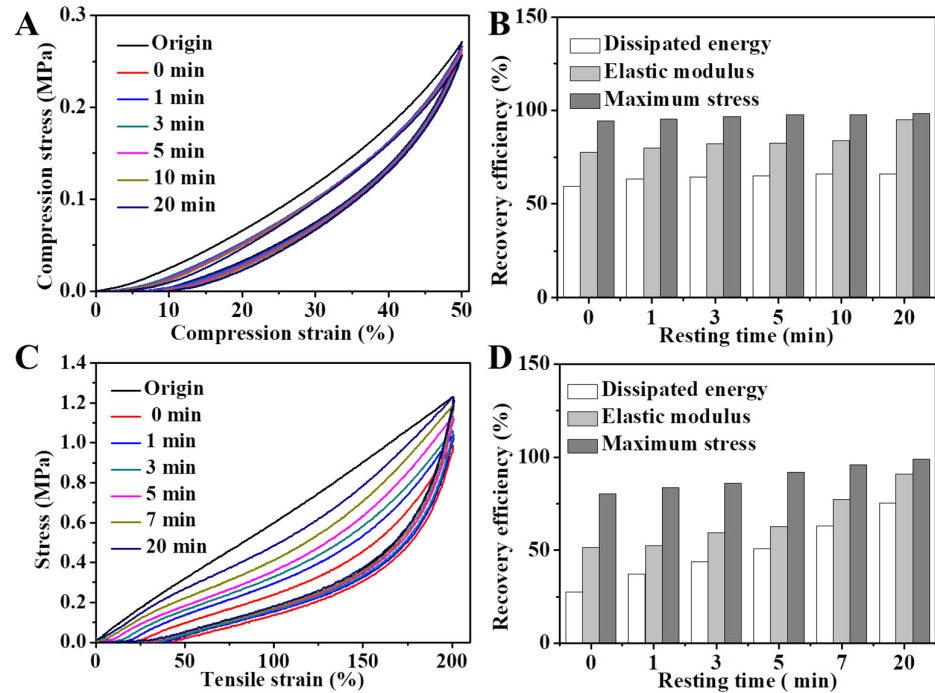 A
0.3
0.2
0.1
0.0
Compression stress (MPa)
Origin
0 min
1 min
3 min
5 min
10 min
20 min
0 10 20 30 40 50
Compression strain (%)
B
150
100
50
0
Recovery efficiency (%)
Dissipated energy
Elastic modulus
Maximum stress
0 1 3 5 10 20
Resting time (min)
C
1.4
1.2
1.0
0.8
0.6
0.4
0.2
0.0
Stress (MPa)
Origin
0 min
1 min
3 min
5 min
7 min
20 min
0 50 100 150 200
Tensile strain (%)
D
150
100
50
0
Recovery efficiency (%)
Dissipated energy
Elastic modulus
Maximum stress
0 1 3 5 7 20
Resting time ( min)